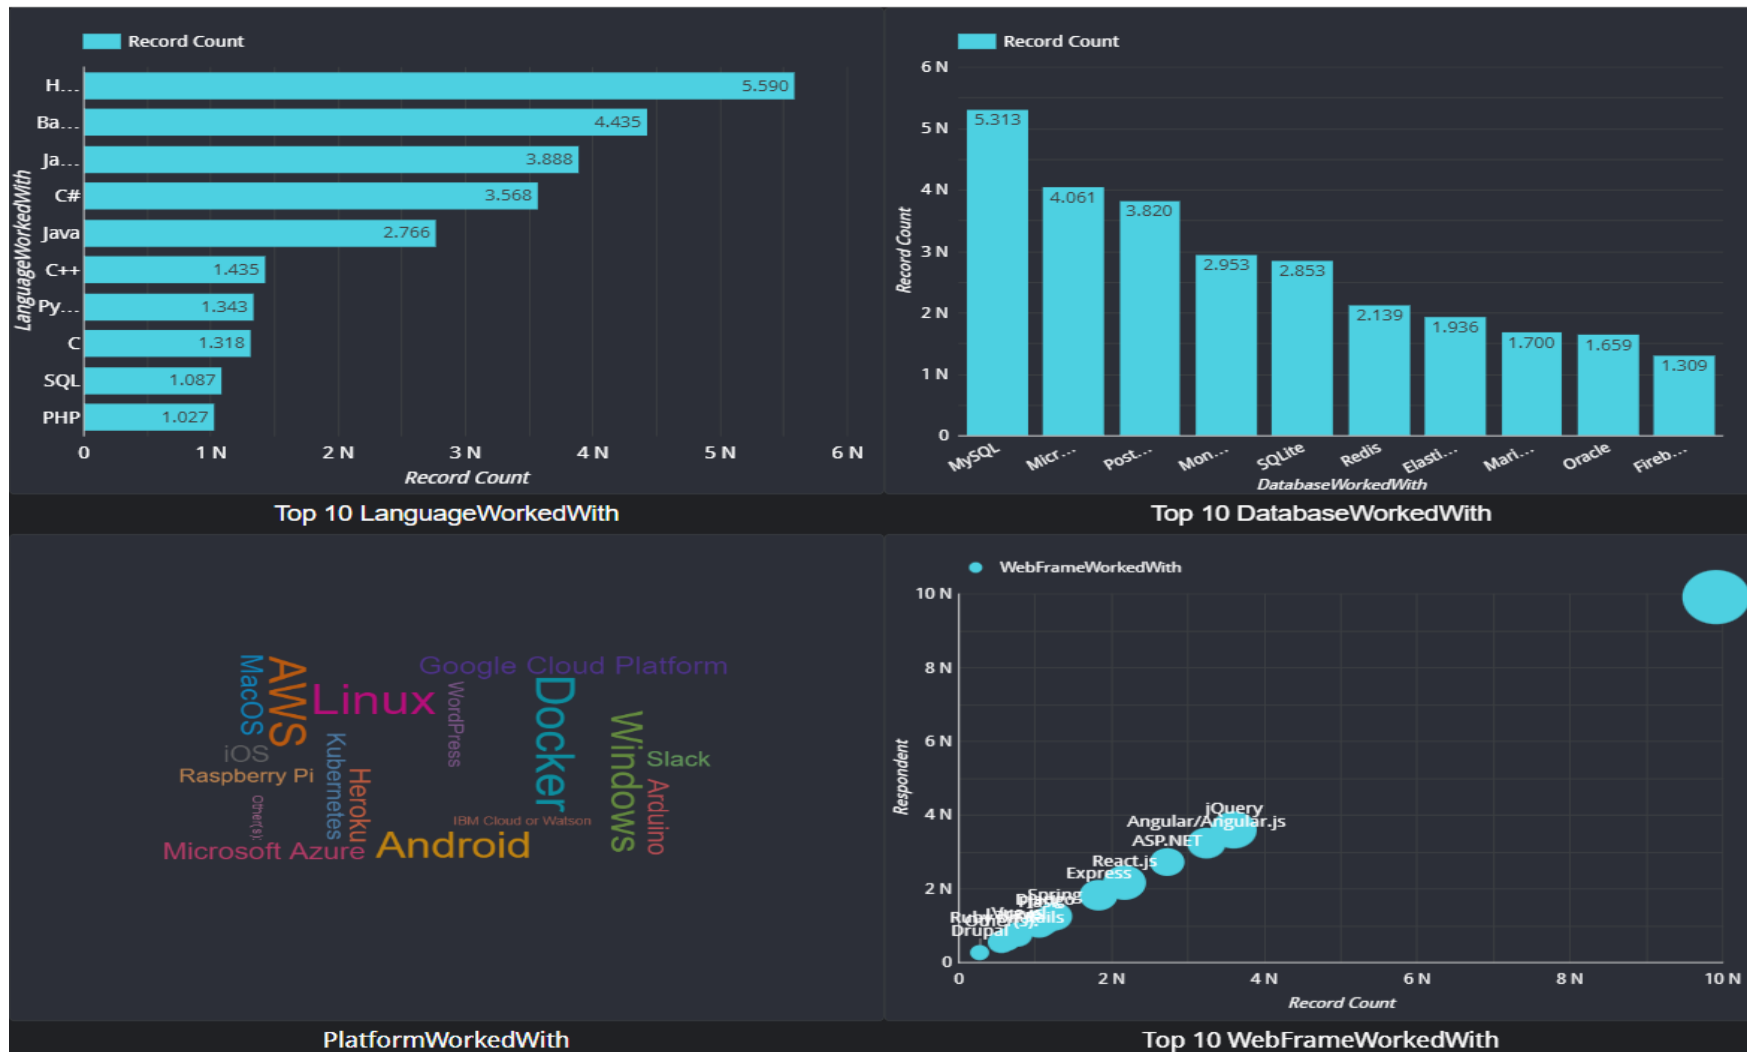 Record Count
H...
5.590
Ba...
4.435
Ja...
3.888
C#
3.568
Java
2.766
C++
1.435
Py...
1.343
C
1.318
SQL
1.087
PHP
1.027
LanguageWorkedWith
0 1 N 2 N 3 N 4 N 5 N 6 N
Record Count
Top 10 LanguageWorkedWith
Record Count
6 N
5 N
4 N
3 N
2 N
1 N
0
Record Count
5.313
4.061
3.820
2.953
2.853
2.139
1.936
1.700
1.659
1.309
MySQL
Micr...
Post...
Mon...
SQLite
Redis
Elasti...
Mari...
Oracle
Fireb...
DatabaseWorkedWith
Top 10 DatabaseWorkedWith
MacOS
AWS
Linux
Google Cloud Platform
WordPress
Docker
Windows
Slack
iOS
Raspberry Pi
Kubernetes
Heroku
Other(s):
Arduino
IBM Cloud or Watson
Microsoft Azure
Android
PlatformWorkedWith
WebFrameWorkedWith
10 N
8 N
6 N
4 N
2 N
0
Respondent
jQuery
Angular/Angular.js
ASP.NET
React.js
Express
Spring
Drupal
0 2 N 4 N 6 N 8 N 10 N
Record Count
Top 10 WebFrameWorkedWith